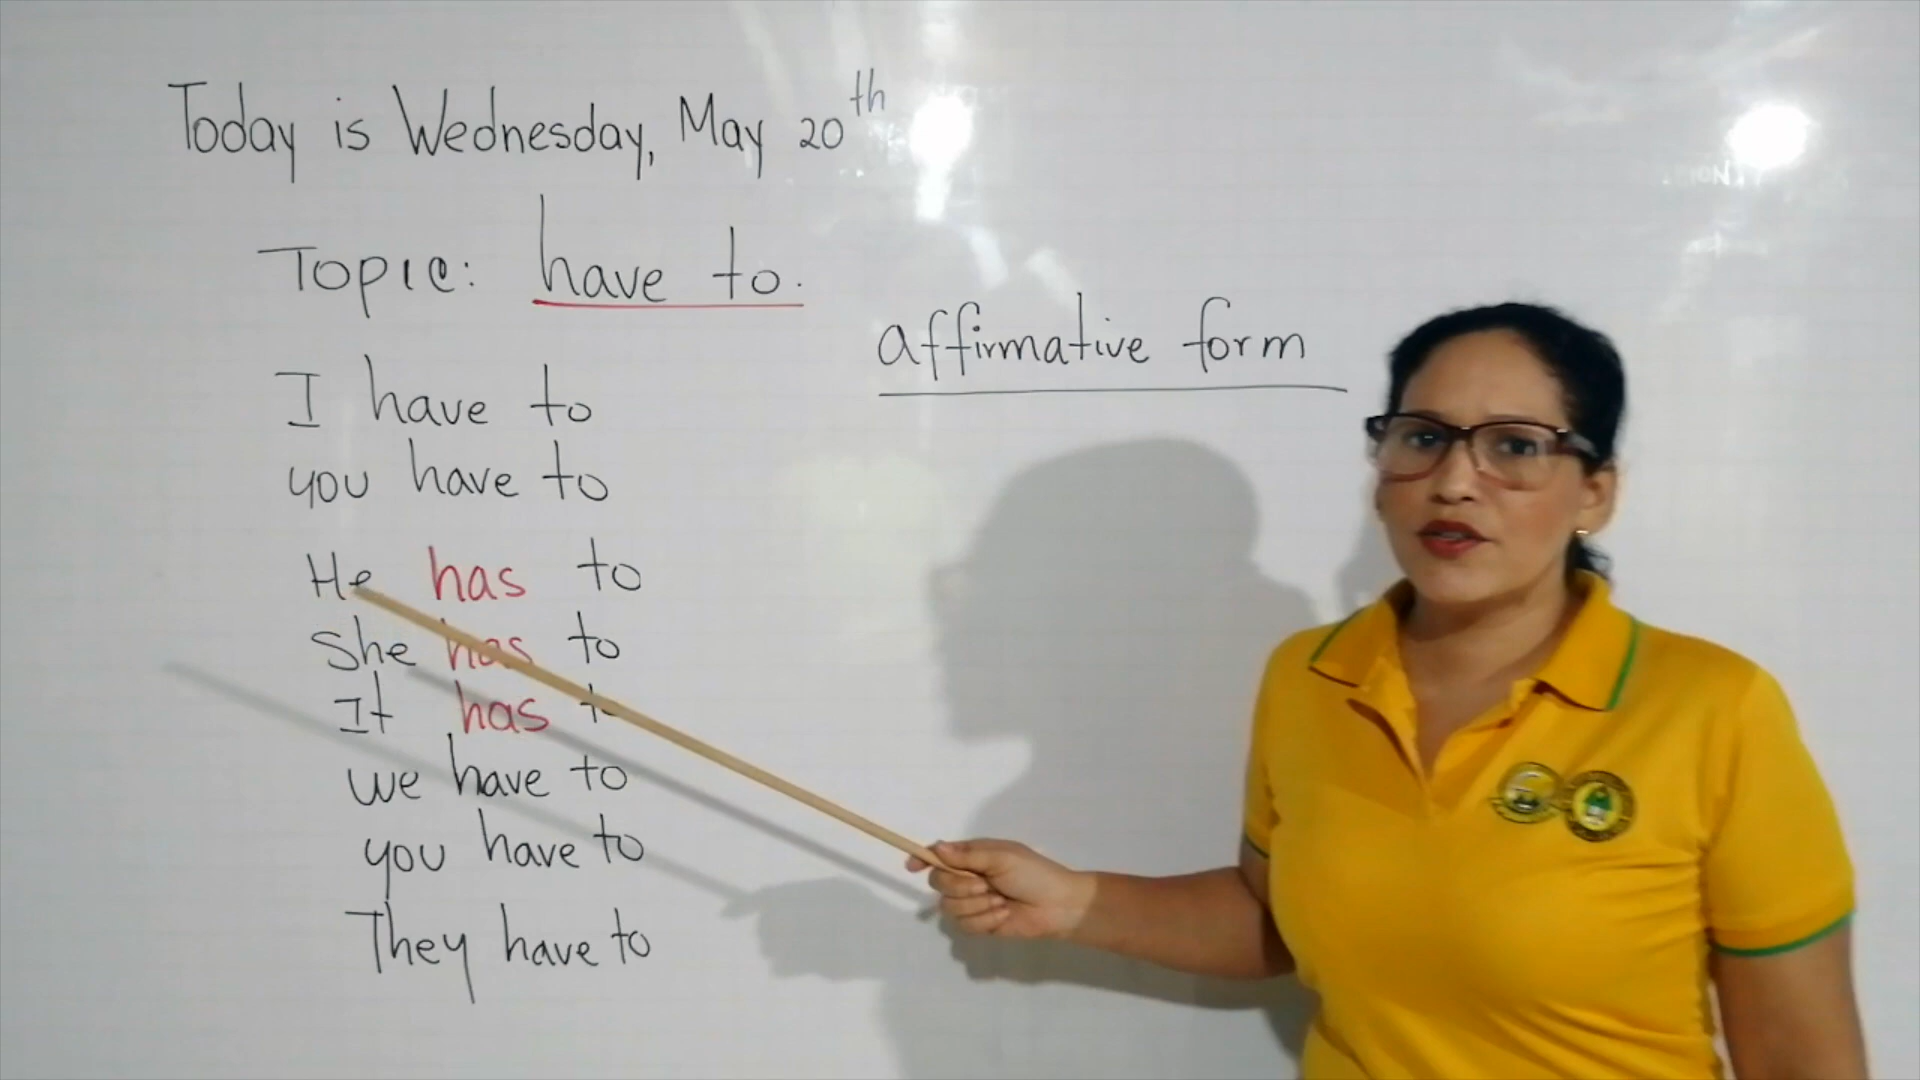 Today is Wednesday, May 20th
Topic: have to.
affirmative form
I have to
you have to
He has to
She has to
It has to
we have to
you have to
They have to